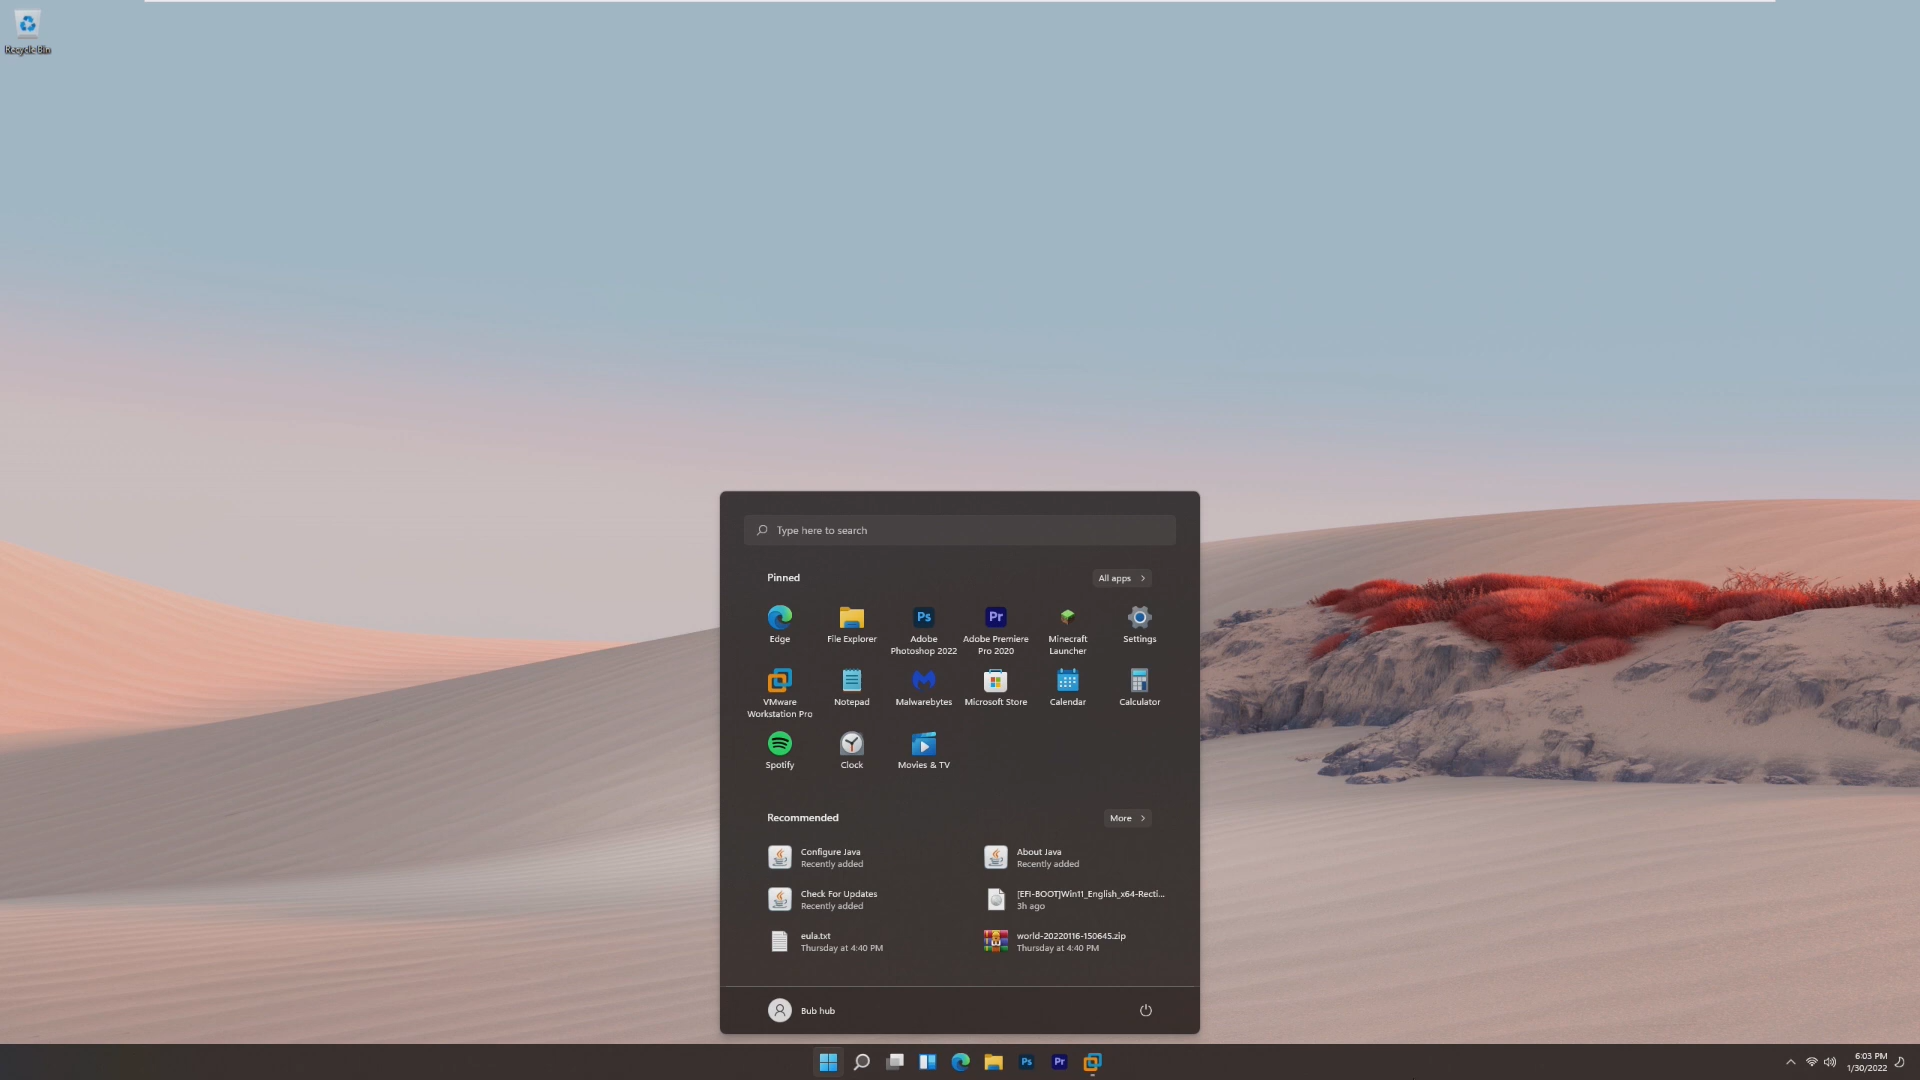 Recycle Bin
Type here to search
Pinned
All apps
Edge
File Explorer
Adobe
Photoshop 2022
Adobe Premiere
Pro 2020
Minecraft
Launcher
Settings
VMware
Workstation Pro
Notepad
Malwarebytes
Microsoft Store
Calendar
Calculator
Spotify
Clock
Movies & TV
Recommended
More
Configure Java
Recently added
About Java
Recently added
Check For Updates
Recently added
[EFI-BOOT]Win11_English_x64-Recti...
3h ago
eula.txt
Thursday at 4:40 PM
world-20220116-150645.zip
Thursday at 4:40 PM
Bub hub
Ps
Pr
Ps
Pr
6:03 PM
1/30/2022